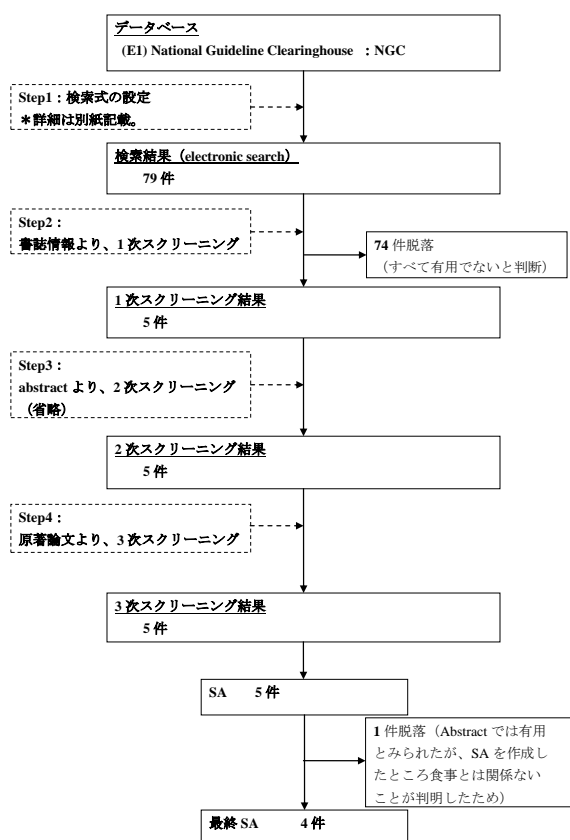 データベース
(E1) National Guideline Clearinghouse ：NGC
Step1：検索式の設定
＊詳細は別紙記載。
検索結果（electronic search）
79 件
Step2：
書誌情報より、1 次スクリーニング
74 件脱落
（すべて有用でないと判断）
1 次スクリーニング結果
5 件
Step3：
abstract より、2 次スクリーニング
（省略）
2 次スクリーニング結果
5 件
Step4：
原著論文より、3 次スクリーニング
3 次スクリーニング結果
5 件
SA 5 件
1 件脱落（Abstract では有用
とみられたが、SA を作成し
たところ食事とは関係ない
ことが判明したため）
最終 SA 4 件